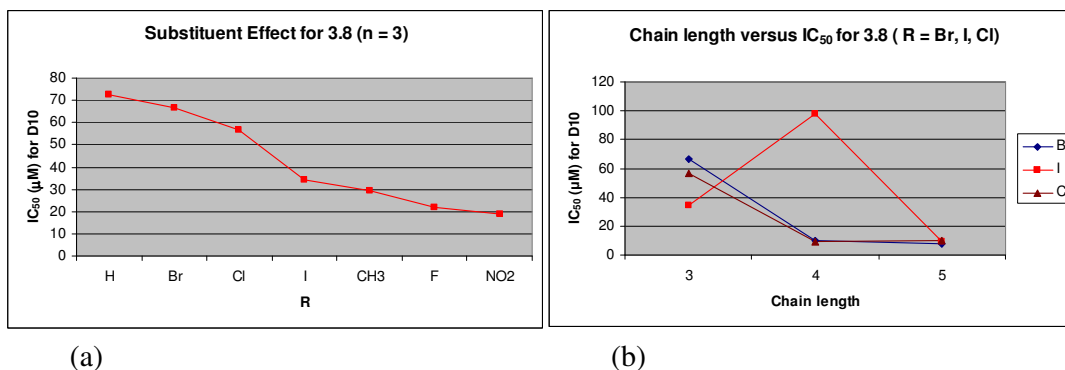 Substituent Effect for 3.8 (n = 3)
IC50 (µM) for D10
80
70
60
50
40
30
20
10
0
H Br Cl I CH3 F NO2
R
(a)
Chain length versus IC50 for 3.8 ( R = Br, I, Cl)
IC50 (µM) for D10
120
100
80
60
40
20
0
3 4 5
Chain length
B
I
C
(b)